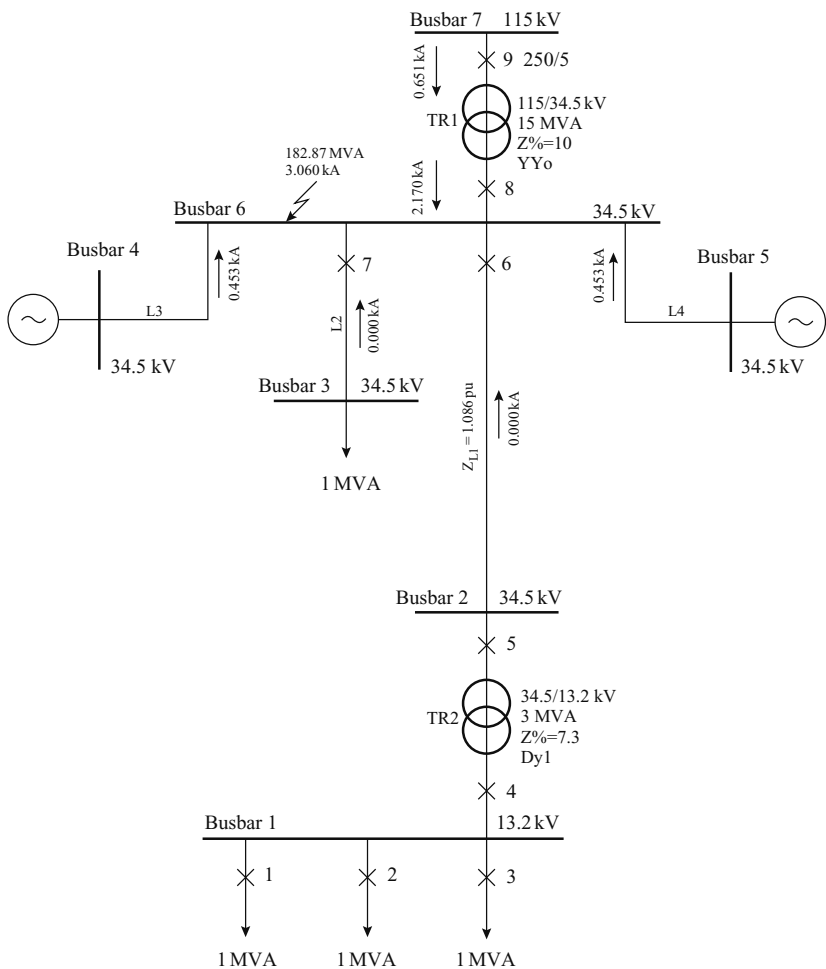 Busbar 7 115 kV
9 250/5
0.651 kA
115/34.5 kV
TR1
15 MVA
Z%=10
YYo
182.87 MVA
3.060 kA
2.170 kA
8
Busbar 6 34.5 kV
Busbar 4
0.453 kA
7
6
0.453 kA
Busbar 5
L3
L2
0.000 kA
L4
34.5 kV
34.5 kV
Busbar 3 34.5 kV
Z_L1 = 1.086 pu
0.000 kA
1 MVA
Busbar 2 34.5 kV
5
34.5/13.2 kV
TR2
3 MVA
Z%=7.3
Dy1
4
Busbar 1 13.2 kV
1
2
3
1 MVA 1 MVA 1 MVA